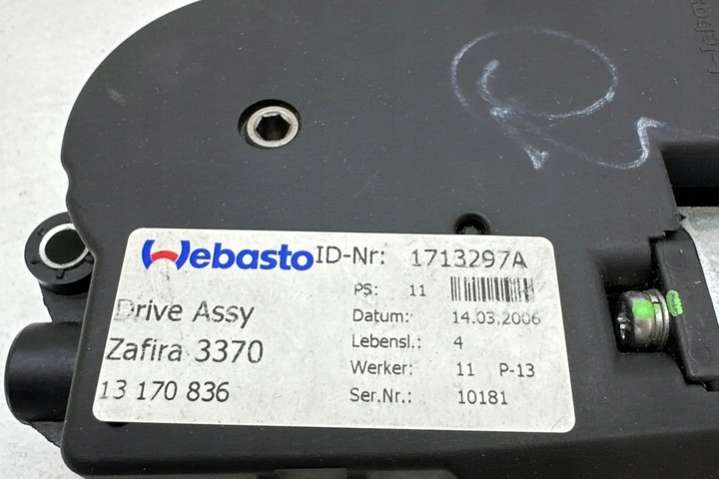 Webasto ID-Nr: 1713297A
PS: 11
Drive Assy Datum: 14.03.2006
Zafira 3370 Lebensl.: 4
Werker: 11 P-13
13 170 836 Ser.Nr.: 10181